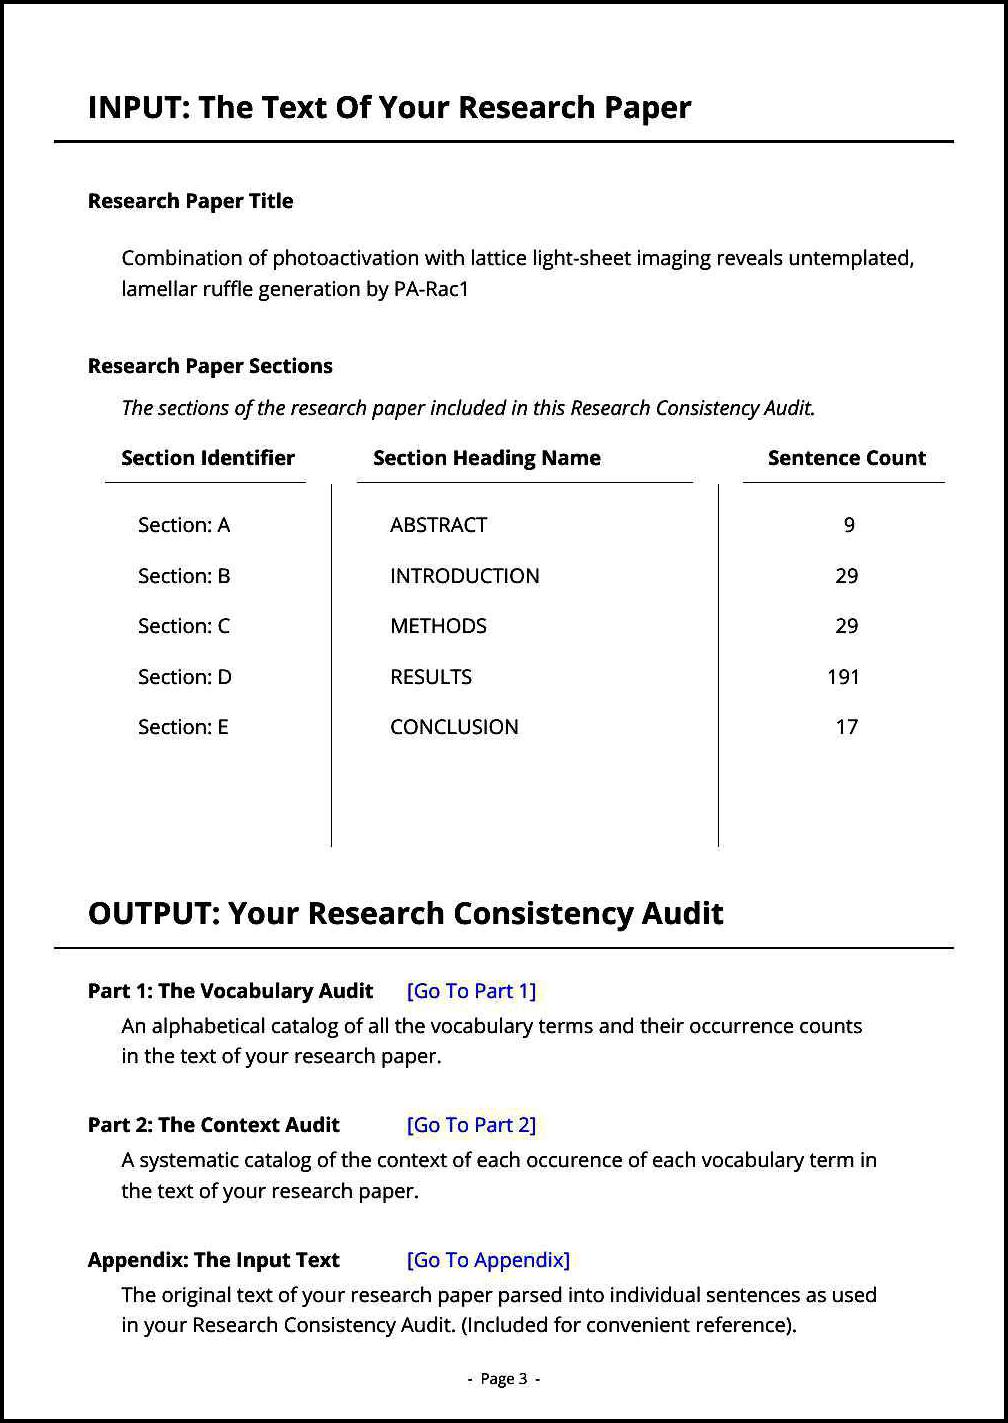 INPUT: The Text Of Your Research Paper
Research Paper Title
Combination of photoactivation with lattice light-sheet imaging reveals untemplated,
lamellar ruffle generation by PA-Rac1
Research Paper Sections
The sections of the research paper included in this Research Consistency Audit.
Section Identifier Section Heading Name Sentence Count
Section: A ABSTRACT 9
Section: B INTRODUCTION 29
Section: C METHODS 29
Section: D RESULTS 191
Section: E CONCLUSION 17
OUTPUT: Your Research Consistency Audit
Part 1: The Vocabulary Audit [Go To Part 1]
An alphabetical catalog of all the vocabulary terms and their occurrence counts
in the text of your research paper.
Part 2: The Context Audit [Go To Part 2]
A systematic catalog of the context of each occurence of each vocabulary term in
the text of your research paper.
Appendix: The Input Text [Go To Appendix]
The original text of your research paper parsed into individual sentences as used
in your Research Consistency Audit. (Included for convenient reference).
- Page 3 -